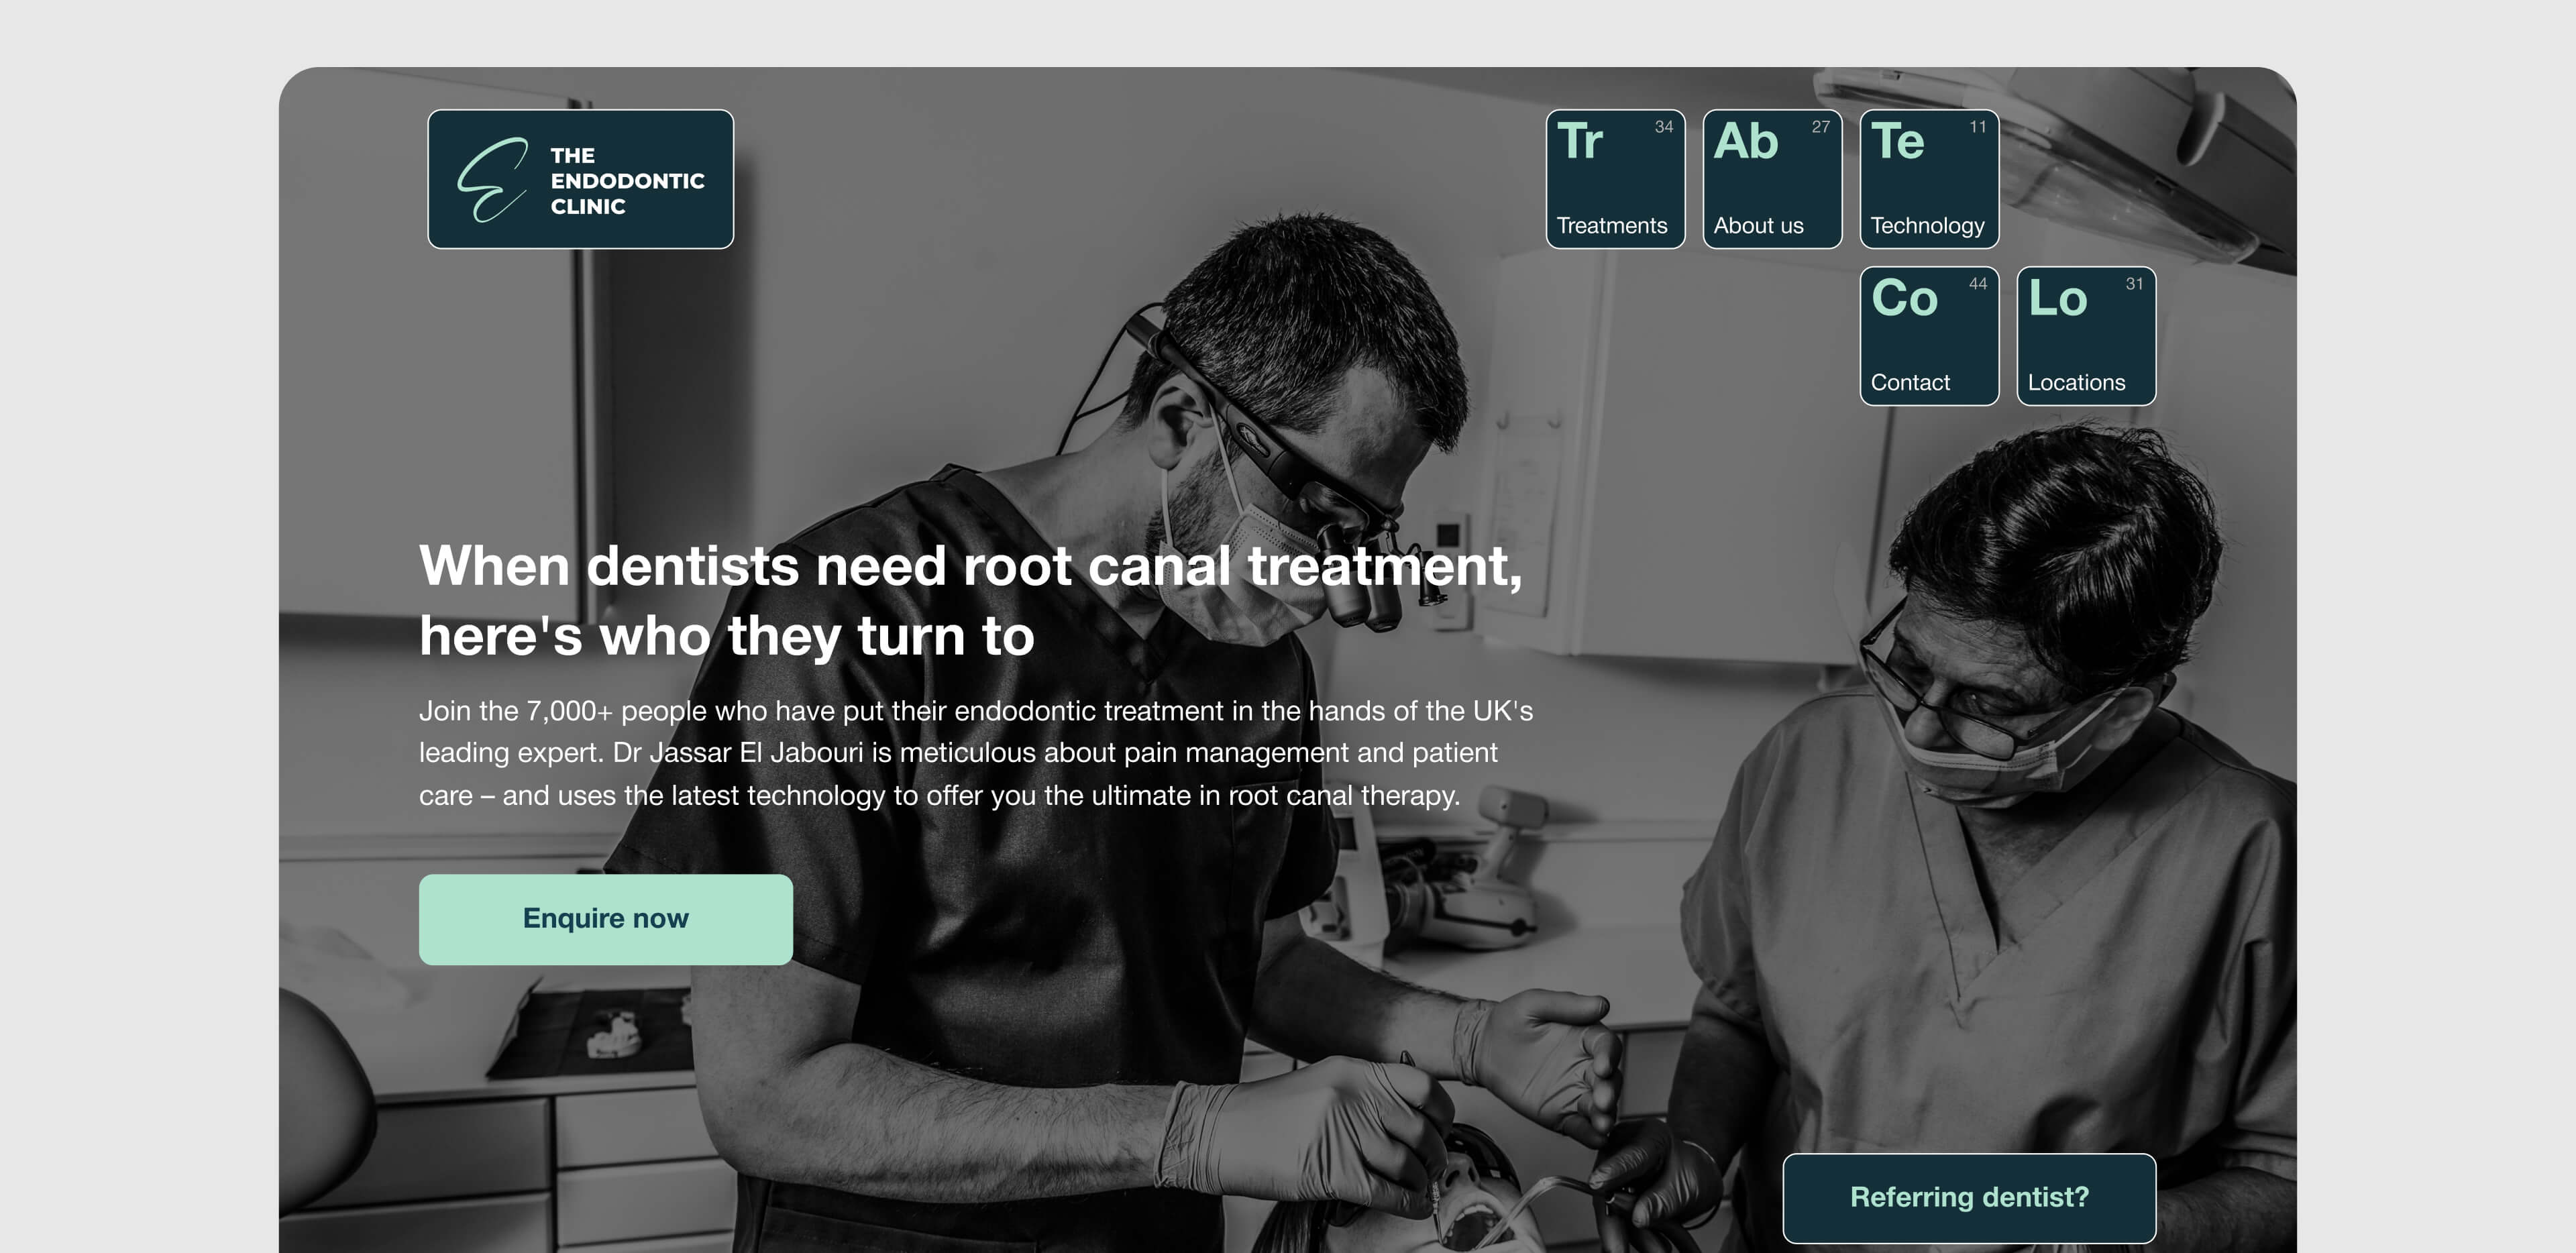 THE
ENDODONTIC
CLINIC
Tr 34
Treatments
Ab 27
About us
Te 11
Technology
Co 44
Contact
Lo 31
Locations
When dentists need root canal treatment,
here's who they turn to
Join the 7,000+ people who have put their endodontic treatment in the hands of the UK's
leading expert. Dr Jassar El Jabouri is meticulous about pain management and patient
care – and uses the latest technology to offer you the ultimate in root canal therapy.
Enquire now
Referring dentist?